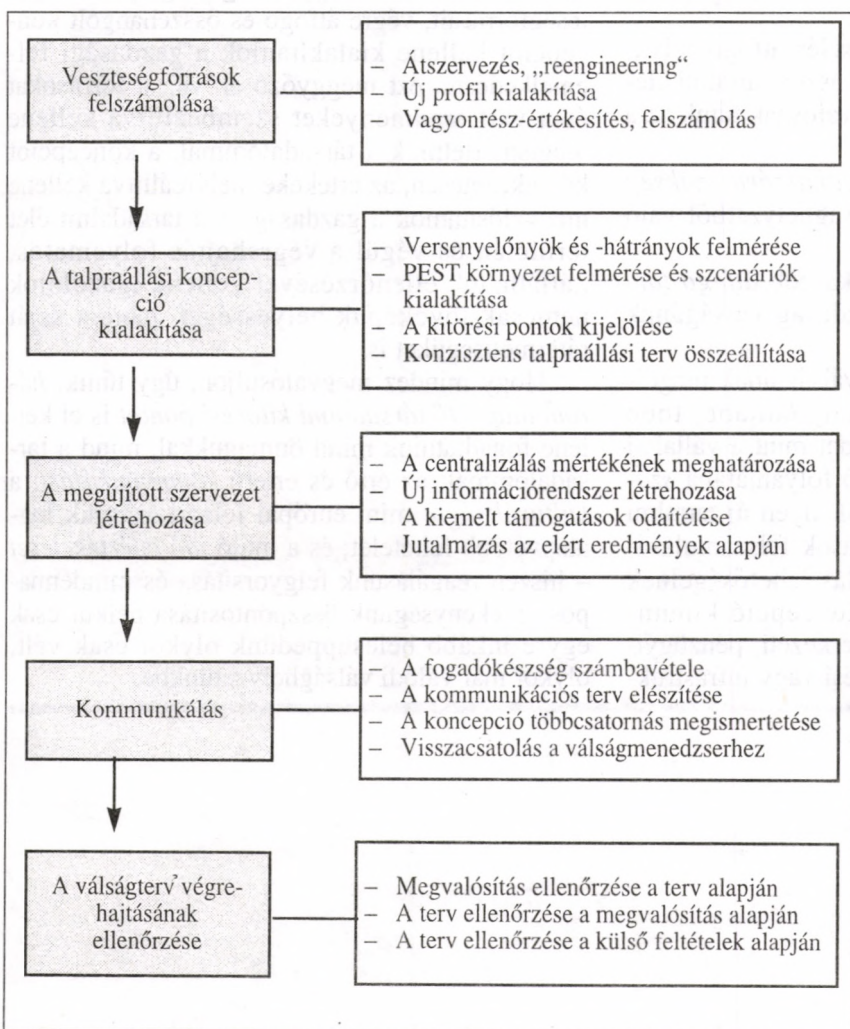 Veszteségforrások
felszámolása
– Átszervezés, „reengineering“
– Új profil kialakítása
– Vagyonrész-értékesítés, felszámolás
A talpraállási koncep-
ció
kialakítása
– Versenyelőnyök és -hátrányok felmérése
– PEST környezet felmérése és szcenáriók
kialakítása
– A kitörési pontok kijelölése
– Konzisztens talpraállási terv összeállítása
A megújított szervezet
létrehozása
– A centralizálás mértékének meghatározása
– Új információrendszer létrehozása
– A kiemelt támogatások odaítélése
– Jutalmazás az elért eredmények alapján
Kommunikálás
– A fogadókészség számbavétele
– A kommunikációs terv elészítése
– A koncepció többcsatornás megismertetése
– Visszacsatolás a válságmenedzserhez
A válságterv végre-
hajtásának
ellenőrzése
– Megvalósítás ellenőrzése a terv alapján
– A terv ellenőrzése a megvalósítás alapján
– A terv ellenőrzése a külső feltételek alapján